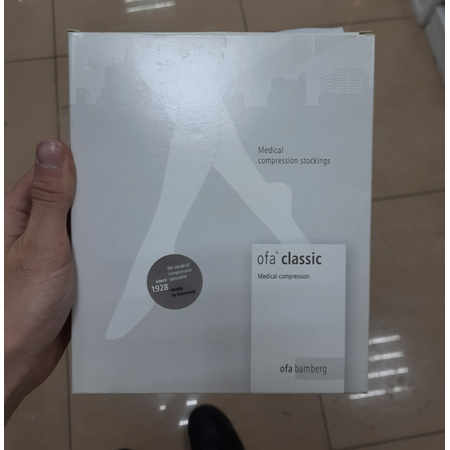 Medical
compression stockings
ofa® classic
Medical compression
the medical
compression
since specialist
1928 made
in Germany
ofa bamberg